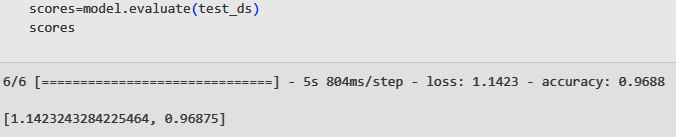 scores=model.evaluate(test_ds)
scores
6/6 [==============================] - 5s 804ms/step - loss: 1.1423 - accuracy: 0.9688
[1.1423243284225464, 0.96875]